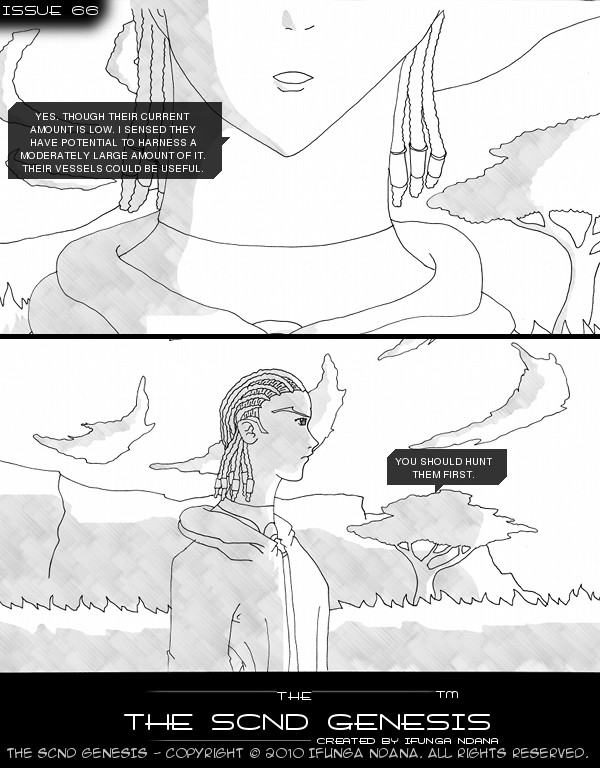 ISSUE 66
YES. THOUGH THEIR CURRENT
AMOUNT IS LOW. I SENSED THEY
HAVE POTENTIAL TO HARNESS A
MODERATELY LARGE AMOUNT OF IT.
THEIR VESSELS COULD BE USEFUL.
YOU SHOULD HUNT
THEM FIRST.
THE TM
THE SCND GENESIS
CREATED BY IFUNGA NDANA
THE SCND GENESIS - COPYRIGHT © 2010 IFUNGA NDANA. ALL RIGHTS RESERVED.